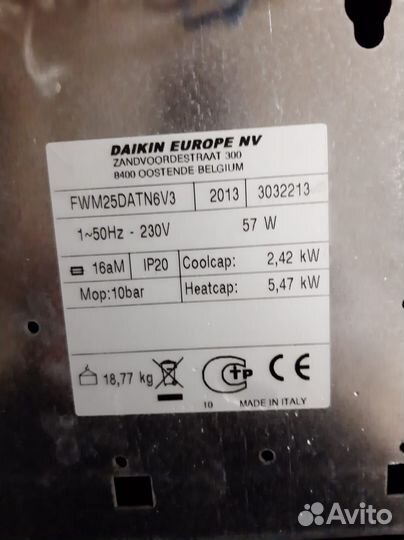 DAIKIN EUROPE NV
ZANDVOORDESTRAAT 300
8400 OOSTENDE BELGIUM
FWM25DATN6V3 2013 3032213
1~50Hz - 230V 57 W
16aM IP20 Coolcap: 2,42 kW
Mop:10bar Heatcap: 5,47 kW
18,77 kg CTP CE
10 MADE IN ITALY
Avito